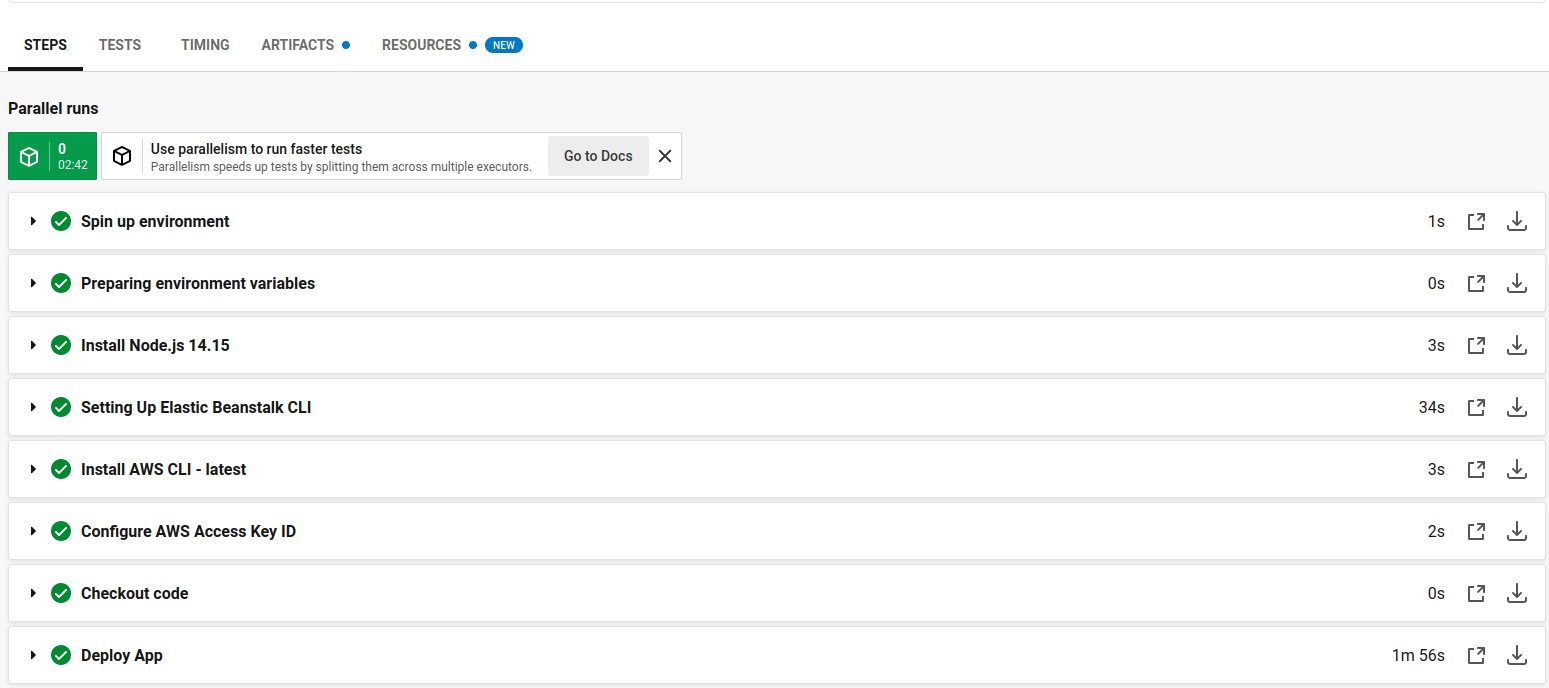 STEPS TESTS TIMING ARTIFACTS RESOURCES NEW
Parallel runs
0
02:42
Use parallelism to run faster tests
Parallelism speeds up tests by splitting them across multiple executors.
Go to Docs
Spin up environment 1s
Preparing environment variables 0s
Install Node.js 14.15 3s
Setting Up Elastic Beanstalk CLI 34s
Install AWS CLI - latest 3s
Configure AWS Access Key ID 2s
Checkout code 0s
Deploy App 1m 56s